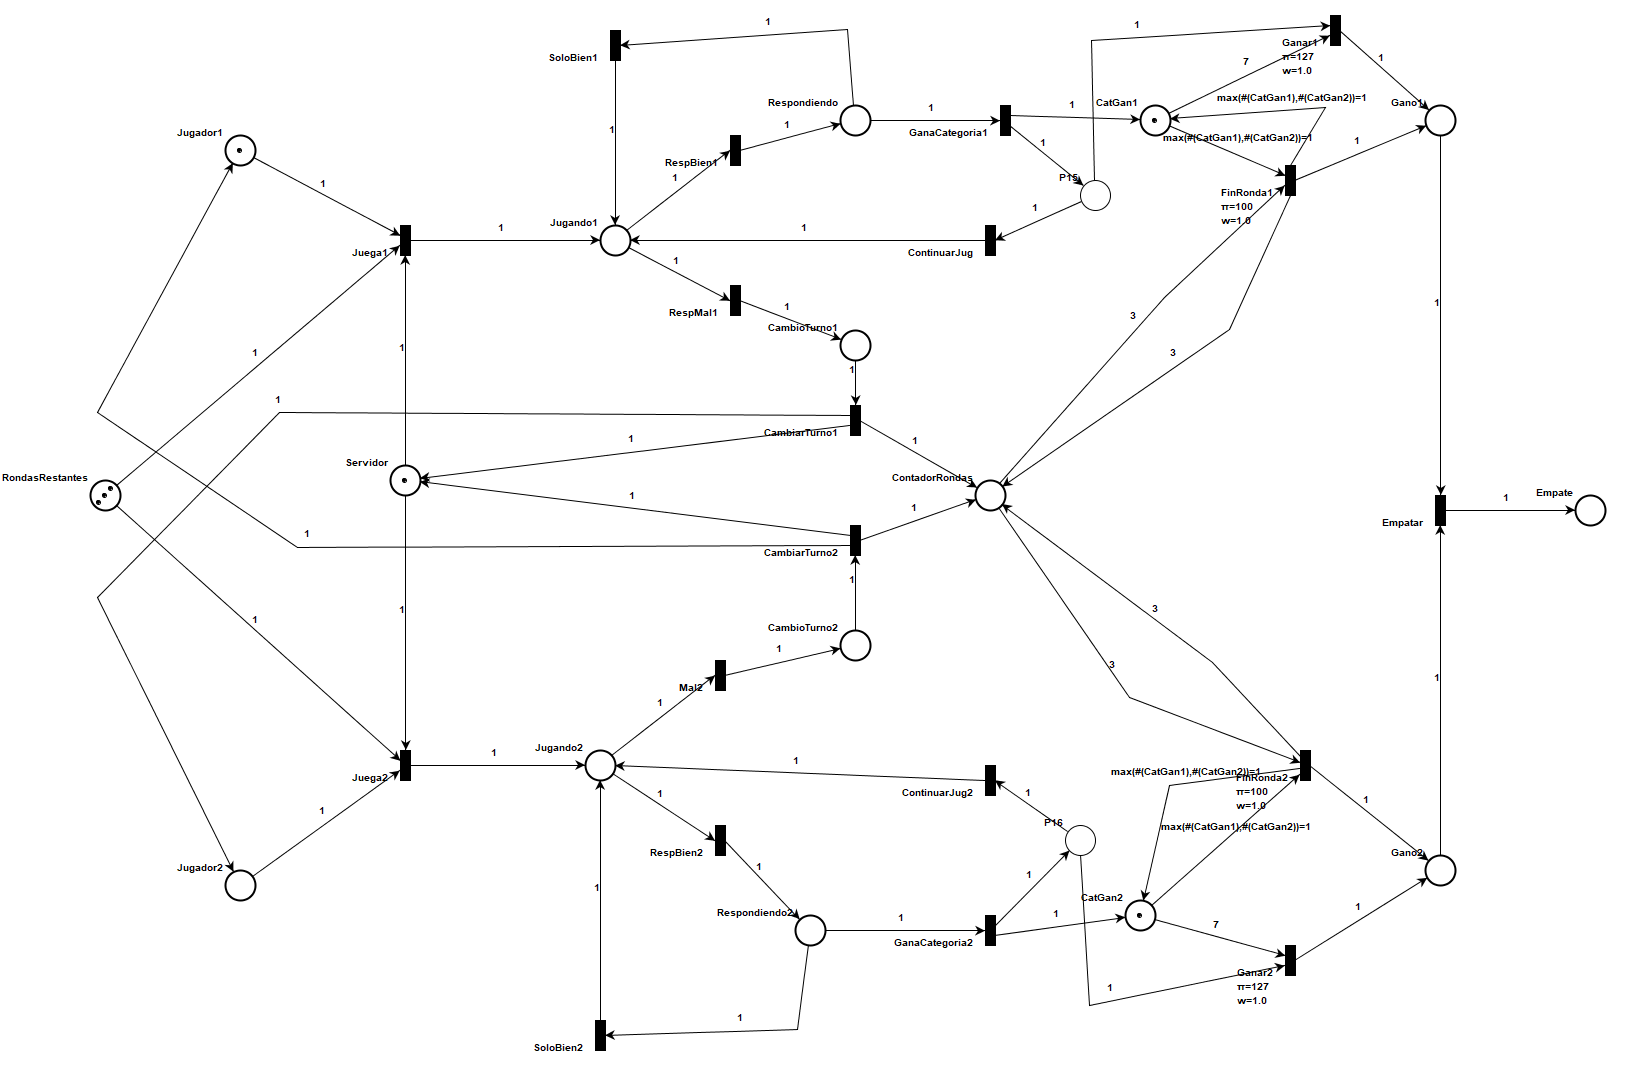 1
SoloBien1
1
Ganar1
π=127
w=1.0
7
1
Respondiendo
1
1
CatGan1
max(#(CatGan1),#(CatGan2))=1
Gano1
Jugador1
1
1
GanaCategoria1
1
max(#(CatGan1),#(CatGan2))=1
1
RespBien1
1
P15
1
FinRonda1
π=100
w=1.0
1
Jugando1
1
1
1
Juega1
ContinuarJug
1
RespMal1
1
CambioTurno1
3
1
1
1
3
1
1
CambiarTurno1
1
1
Servidor
RondasRestantes
ContadorRondas
1
1
1
Empate
Empatar
1
CambiarTurno2
1
1
1
3
CambioTurno2
1
3
1
Mal2
1
Jugando2
1
1
max(#(CatGan1),#(CatGan2))=1
FinRonda2
π=100
w=1.0
Juega2
ContinuarJug2
1
1
1
1
P16
max(#(CatGan1),#(CatGan2))=1
RespBien2
1
Gano2
Jugador2
1
1
CatGan2
Respondiendo2
1
1
7
1
GanaCategoria2
Ganar2
π=127
w=1.0
1
1
SoloBien2